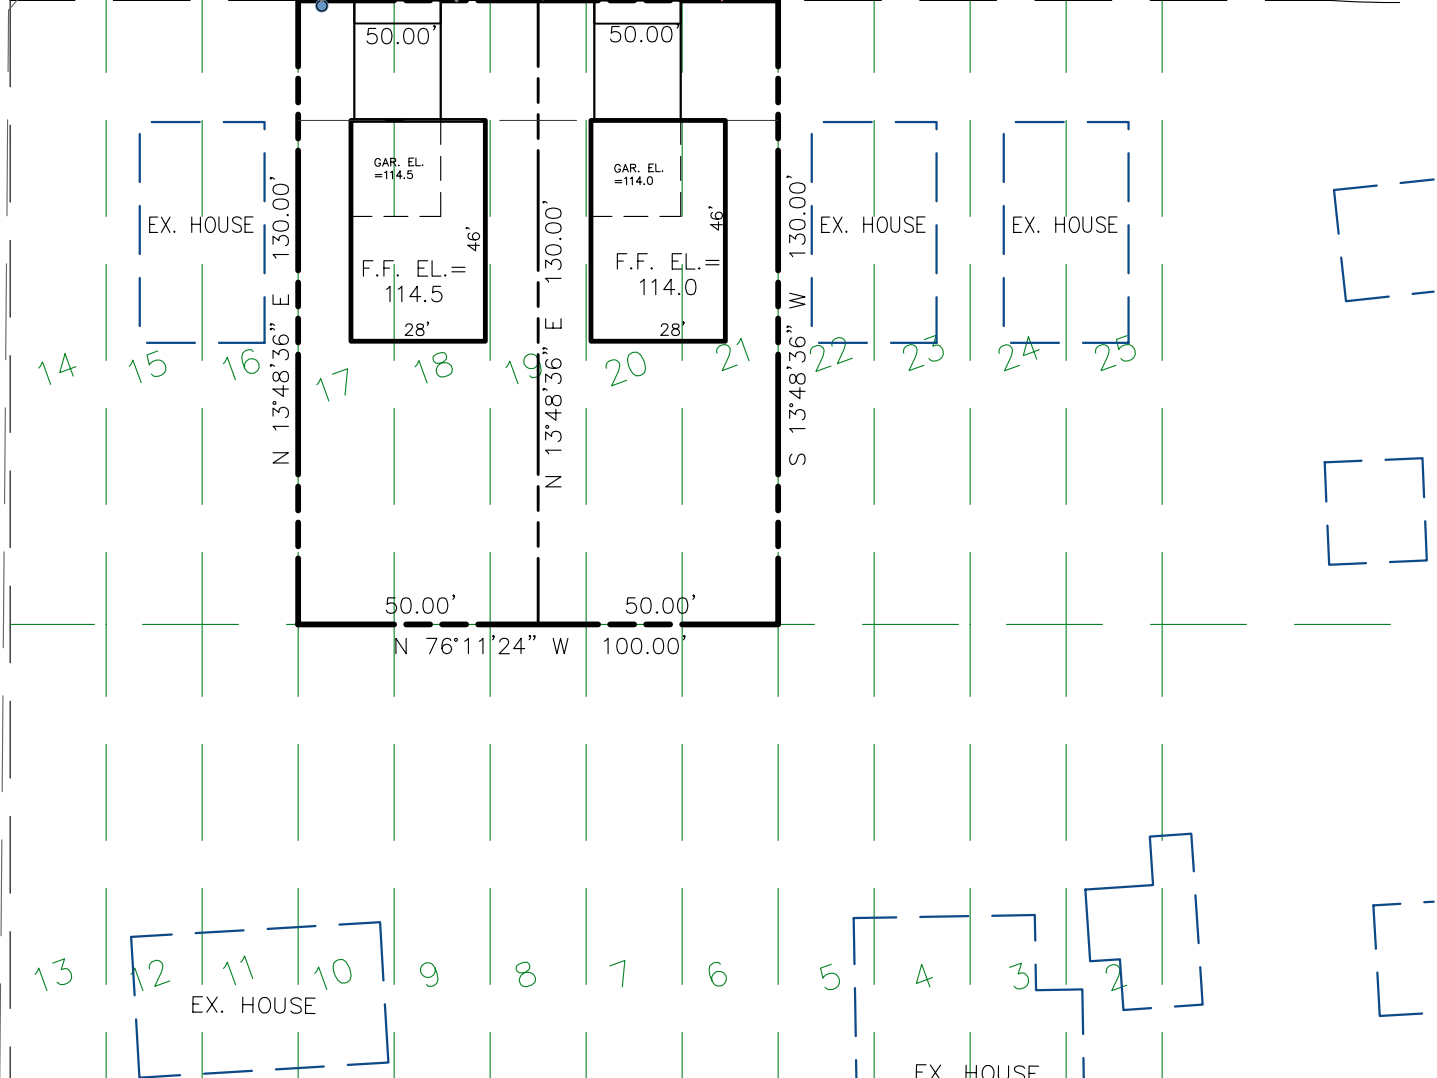 50.00'
50.00'
GAR. EL.
=114.5
GAR. EL.
=114.0
EX. HOUSE
N 13°48'36" E 130.00'
46'
F.F. EL.=
114.5
28'
N 13°48'36" E 130.00'
46'
F.F. EL.=
114.0
28'
S 13°48'36" W 130.00'
EX. HOUSE
EX. HOUSE
14
15
16
17
18
19
20
21
22
23
24
25
50.00'
50.00'
N 76°11'24" W 100.00'
13
12
11
10
9
8
7
6
5
4
3
2
EX. HOUSE
EX. HOUSE